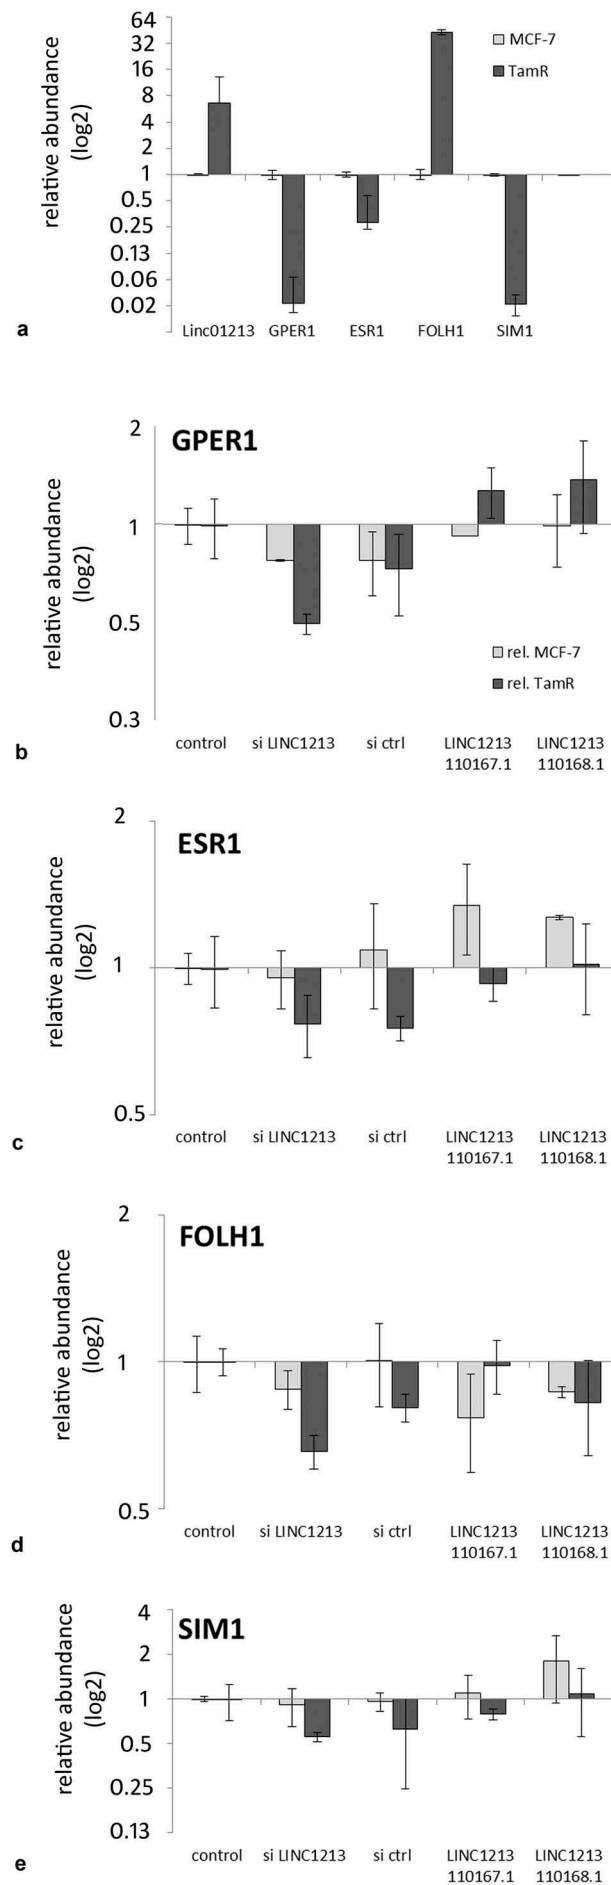 64
32
16
8
4
2
1
0.5
0.25
0.13
0.06
0.02
relative abundance
(log2)
MCF-7
TamR
Linc01213 GPER1 ESR1 FOLH1 SIM1
a
2
1
0.5
0.3
relative abundance
(log2)
GPER1
rel. MCF-7
rel. TamR
control si LINC1213 si ctrl LINC1213 LINC1213
110167.1 110168.1
b
2
1
0.5
relative abundance
(log2)
ESR1
control si LINC1213 si ctrl LINC1213 LINC1213
110167.1 110168.1
c
2
1
0.5
relative abundance
(log2)
FOLH1
control si LINC1213 si ctrl LINC1213 LINC1213
110167.1 110168.1
d
4
2
1
0.5
0.25
0.13
relative abundance
(log2)
SIM1
control si LINC1213 si ctrl LINC1213 LINC1213
110167.1 110168.1
e